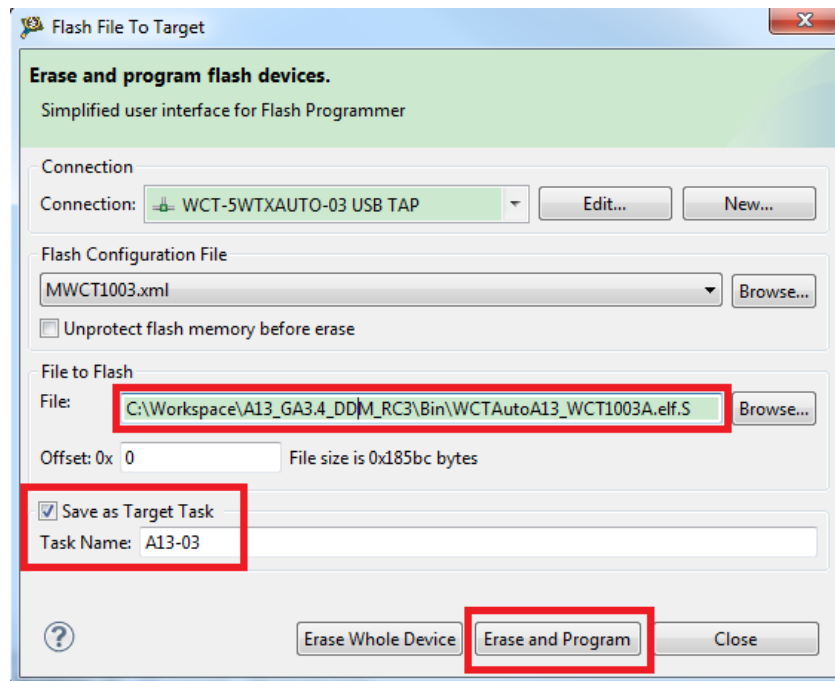 Flash File To Target
Erase and program flash devices.
Simplified user interface for Flash Programmer
Connection
Connection: WCT-5WTXAUTO-03 USB TAP Edit... New...
Flash Configuration File
MWCT1003.xml Browse...
Unprotect flash memory before erase
File to Flash
File: C:\Workspace\A13_GA3.4_DDM_RC3\Bin\WCTAutoA13_WCT1003A.elf.S Browse...
Offset: 0x 0 File size is 0x185bc bytes
Save as Target Task
Task Name: A13-03
? Erase Whole Device Erase and Program Close